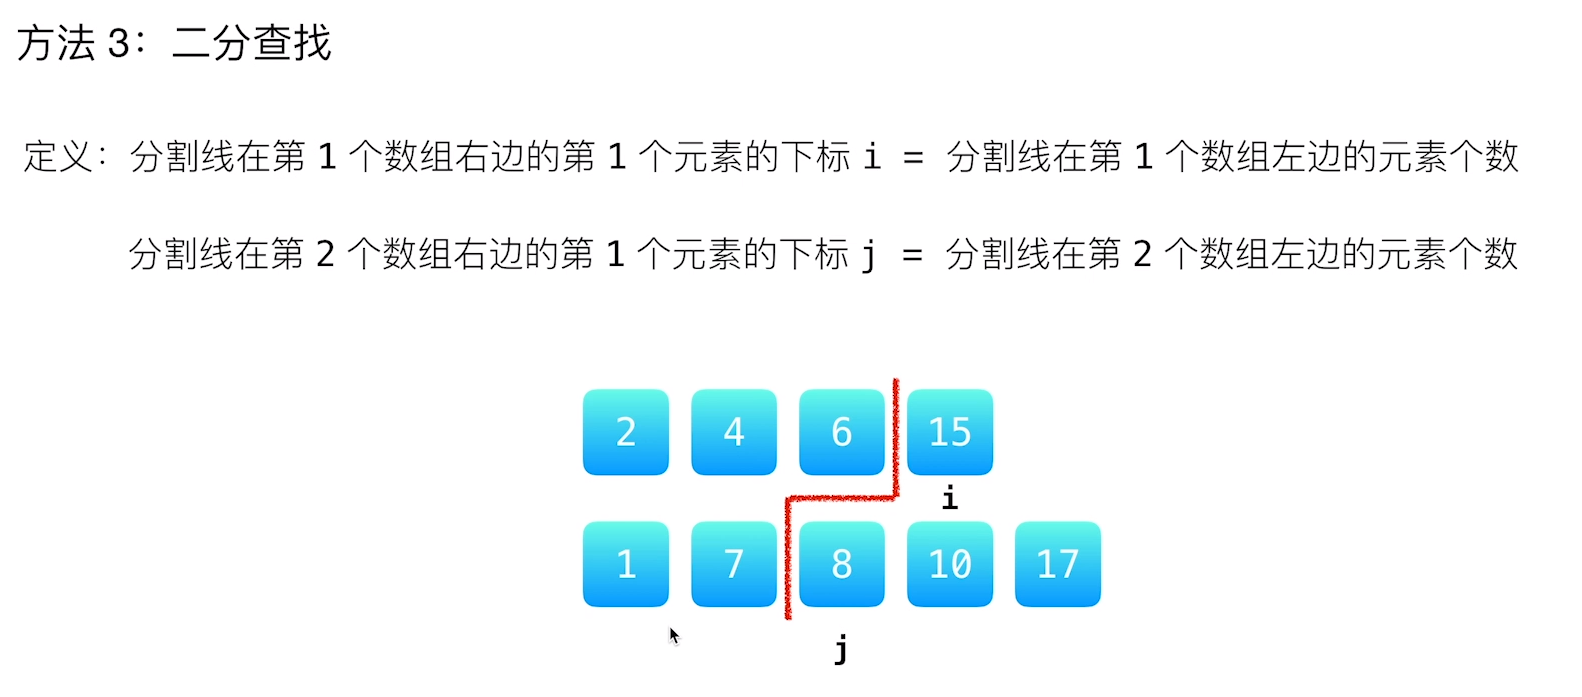 方法 3：二分查找
定义：分割线在第 1 个数组右边的第 1 个元素的下标 i = 分割线在第 1 个数组左边的元素个数
分割线在第 2 个数组右边的第 1 个元素的下标 j = 分割线在第 2 个数组左边的元素个数
2 4 6 15
i
1 7 8 10 17
j